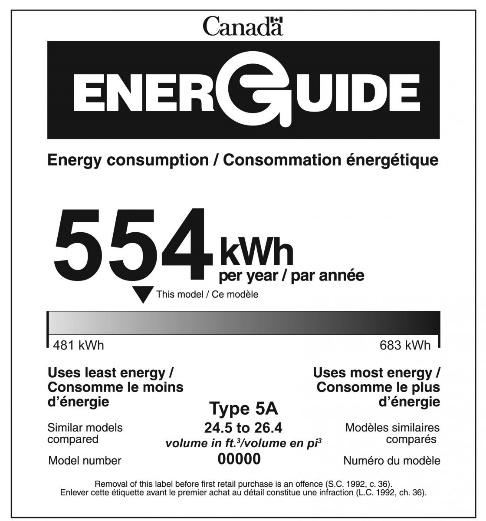 Canada
ENERGUIDE
Energy consumption / Consommation énergétique
554 kWh
per year / par année
This model / Ce modèle
481 kWh 683 kWh
Uses least energy /
Consomme le moins
d'énergie
Uses most energy /
Consomme le plus
d'énergie
Type 5A
Similar models
compared
24.5 to 26.4
volume in ft.³/volume en pi³
Modèles similaires
comparés
Model number 00000 Numéro du modèle
Removal of this label before first retail purchase is an offence (S.C. 1992, c. 36).
Enlever cette étiquette avant le premier achat au détail constitue une infraction (L.C. 1992, ch. 36).